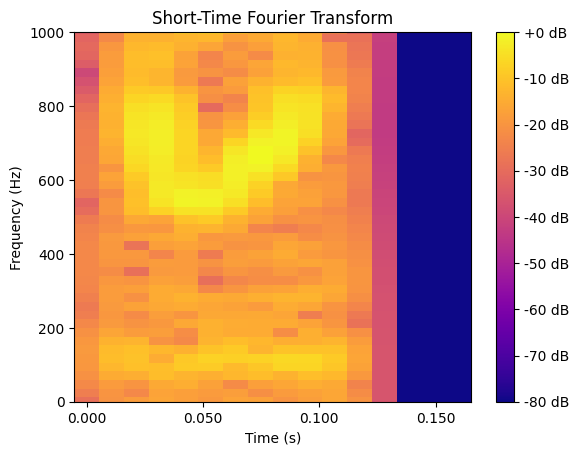 Short-Time Fourier Transform
1000
800
600
400
200
0
Frequency (Hz)
0.000
0.050
0.100
0.150
Time (s)
+0 dB
-10 dB
-20 dB
-30 dB
-40 dB
-50 dB
-60 dB
-70 dB
-80 dB